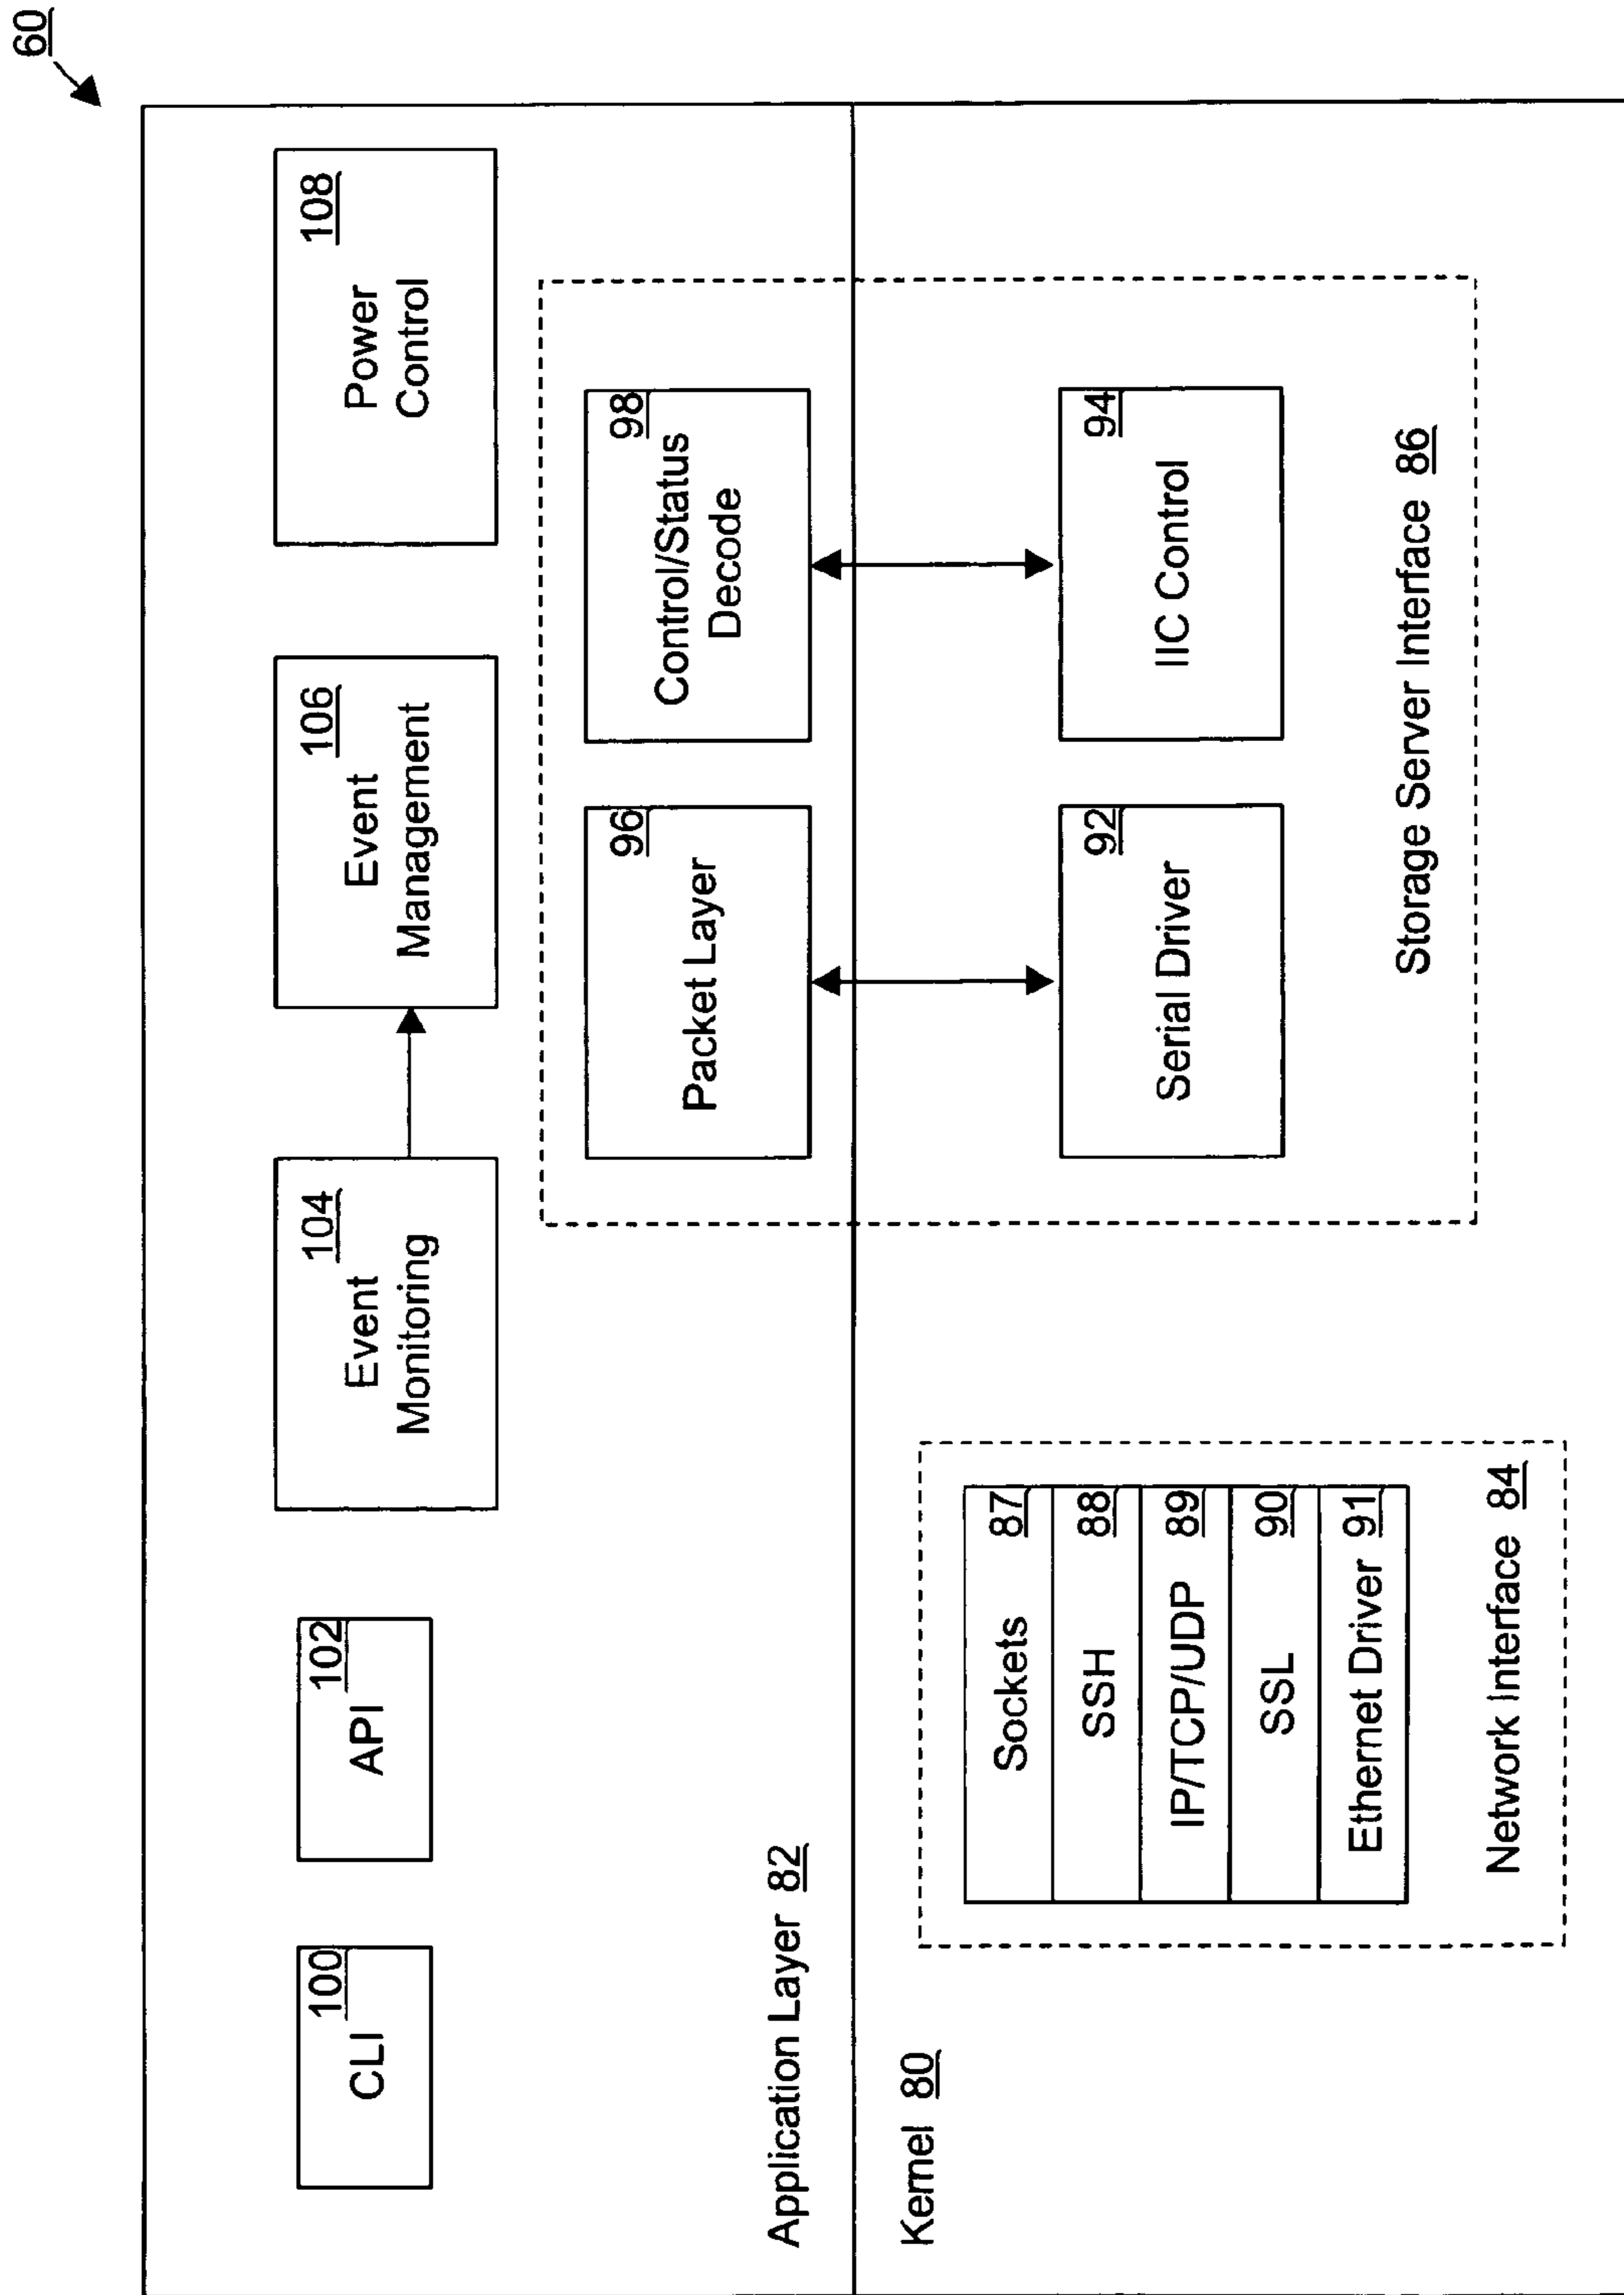 60
CLI 100
API 102
Event 104
Monitoring
Event 106
Management
Power 108
Control
Packet Layer 96
Control/Status 98
Decode
Application Layer 82
Kernel 80
Sockets 87
SSH 88
IP/TCP/UDP 89
SSL 90
Ethernet Driver 91
Network Interface 84
Serial Driver 92
IIC Control 94
Storage Server Interface 86